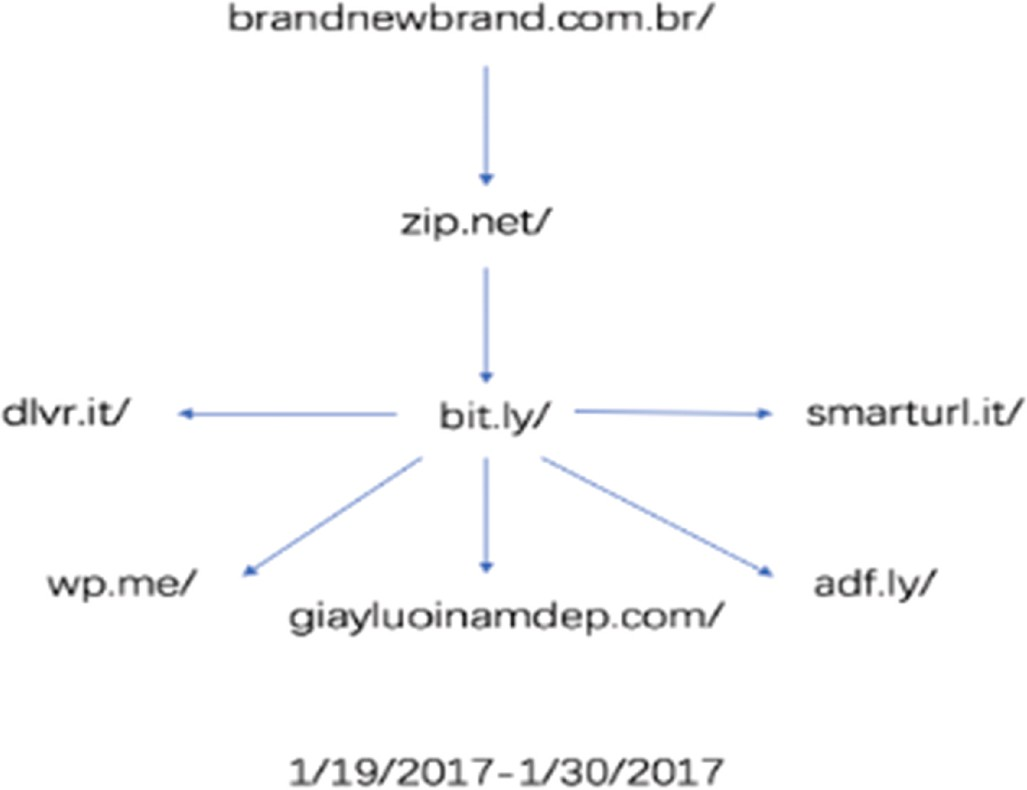 brandnewbrand.com.br/
zip.net/
dlvr.it/
bit.ly/
smarturl.it/
wp.me/
giayluoinamdep.com/
adf.ly/
1/19/2017-1/30/2017